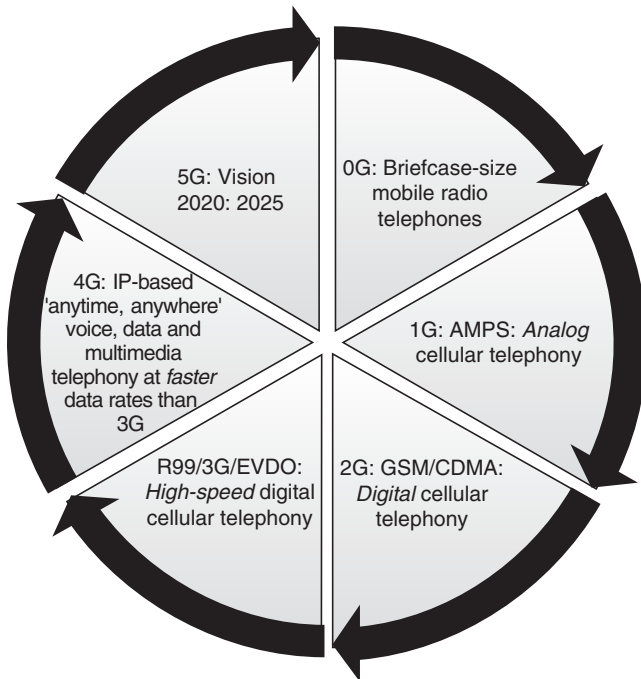 0G: Briefcase-size
mobile radio
telephones
1G: AMPS: Analog
cellular telephony
2G: GSM/CDMA:
Digital cellular
telephony
R99/3G/EVDO:
High-speed digital
cellular telephony
4G: IP-based
'anytime, anywhere'
voice, data and
multimedia
telephony at faster
data rates than
3G
5G: Vision
2020: 2025